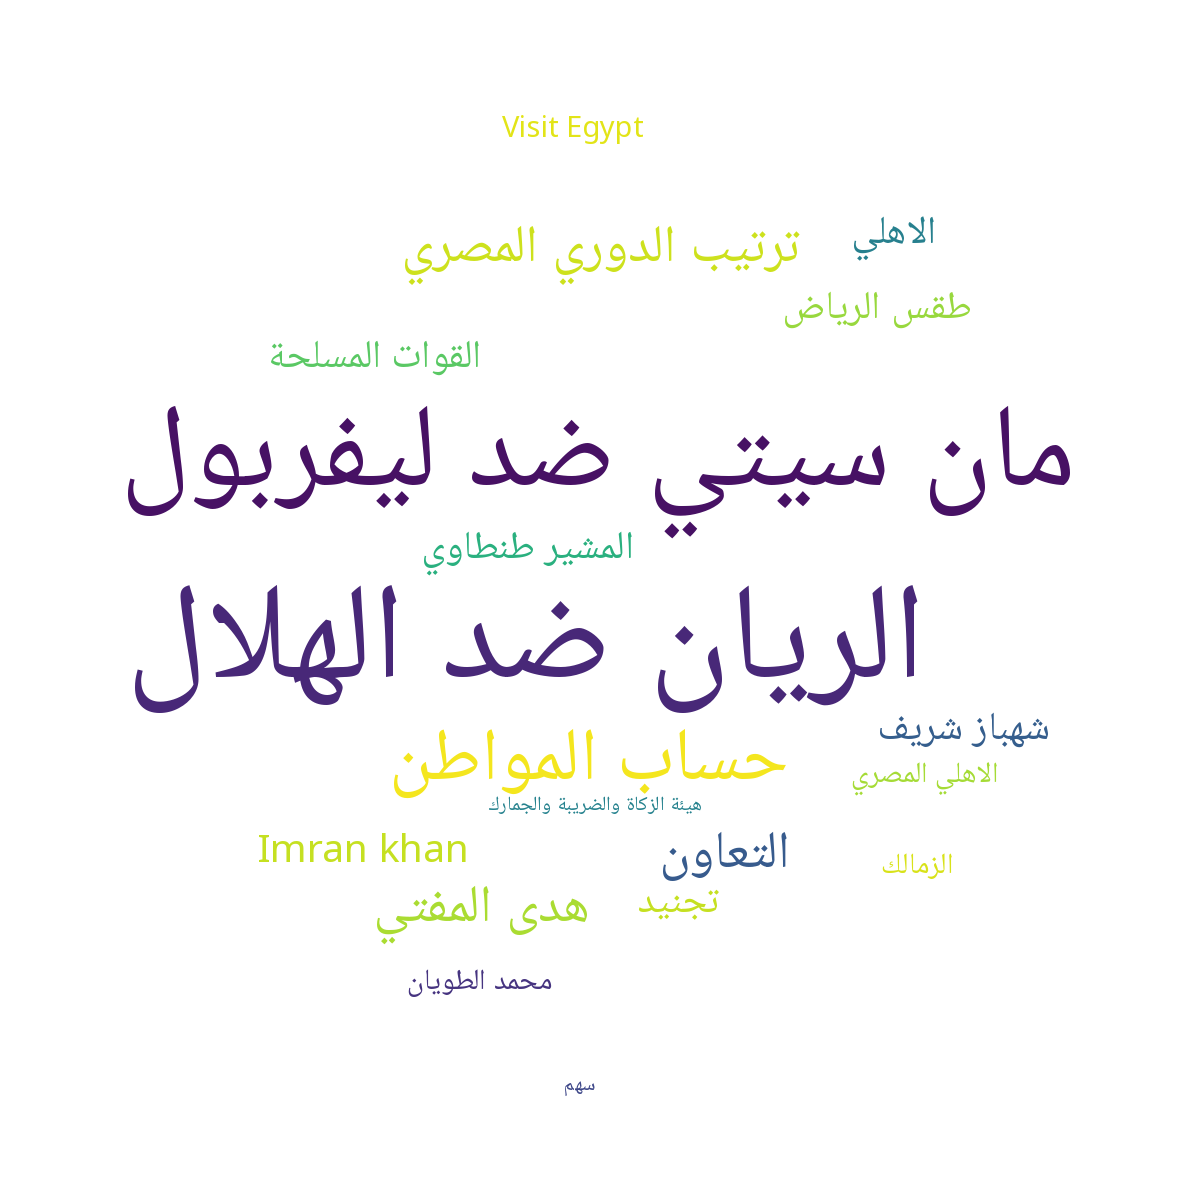 Visit Egypt
الاهلي
ترتيب الدوري المصري
طقس الرياض
القوات المسلحة
مان سيتي ضد ليفربول
المشير طنطاوي
الريان ضد الهلال
شهباز شريف
حساب المواطن
الاهلي المصري
هيئة الزكاة والضريبة والجمارك
Imran khan
التعاون
الزمالك
تجنيد
هدى المفتي
محمد الطويان
سهم